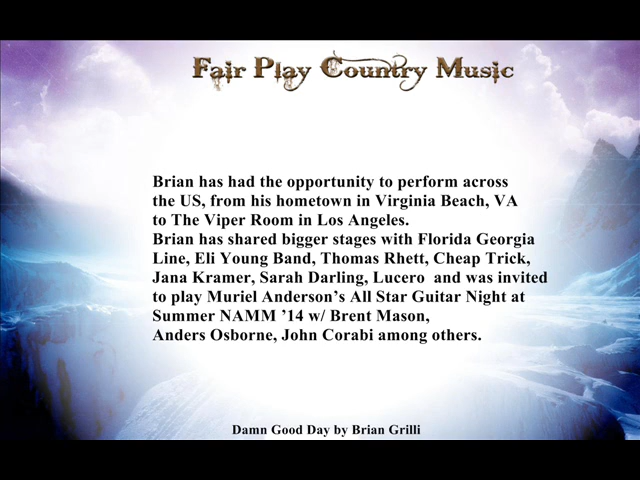 Fair Play Country Music
Brian has had the opportunity to perform across
the US, from his hometown in Virginia Beach, VA
to The Viper Room in Los Angeles.
Brian has shared bigger stages with Florida Georgia
Line, Eli Young Band, Thomas Rhett, Cheap Trick,
Jana Kramer, Sarah Darling, Lucero  and was invited
to play Muriel Anderson’s All Star Guitar Night at
Summer NAMM ’14 w/ Brent Mason,
Anders Osborne, John Corabi among others.
Damn Good Day by Brian Grilli